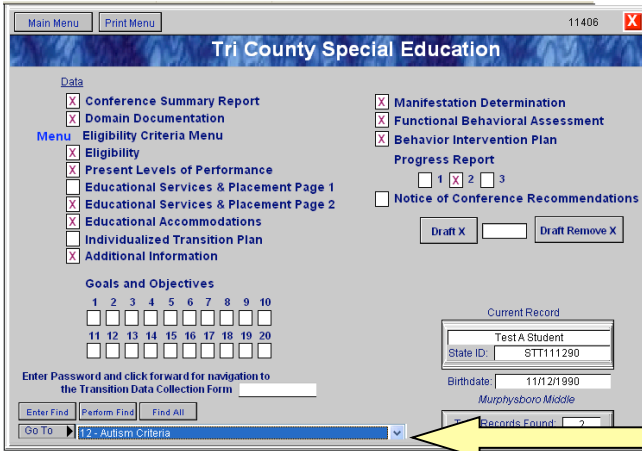 Main Menu Print Menu 11406 X
Tri County Special Education
Data
X Conference Summary Report
X Domain Documentation
Menu Eligibility Criteria Menu
X Eligibility
X Present Levels of Performance
Educational Services & Placement Page 1
X Educational Services & Placement Page 2
X Educational Accommodations
Individualized Transition Plan
X Additional Information
X Manifestation Determination
X Functional Behavioral Assessment
X Behavior Intervention Plan
Progress Report
1 X 2 3
Notice of Conference Recommendations
Draft X Draft Remove X
Goals and Objectives
1 2 3 4 5 6 7 8 9 10
11 12 13 14 15 16 17 18 19 20
Current Record
Test A Student
State ID: STT111290
Birthdate: 11/12/1990
Murphysboro Middle
Records Found: 2
Enter Password and click forward for navigation to
the Transition Data Collection Form
Enter Find Perform Find Find All
Go To 12 - Autism Criteria